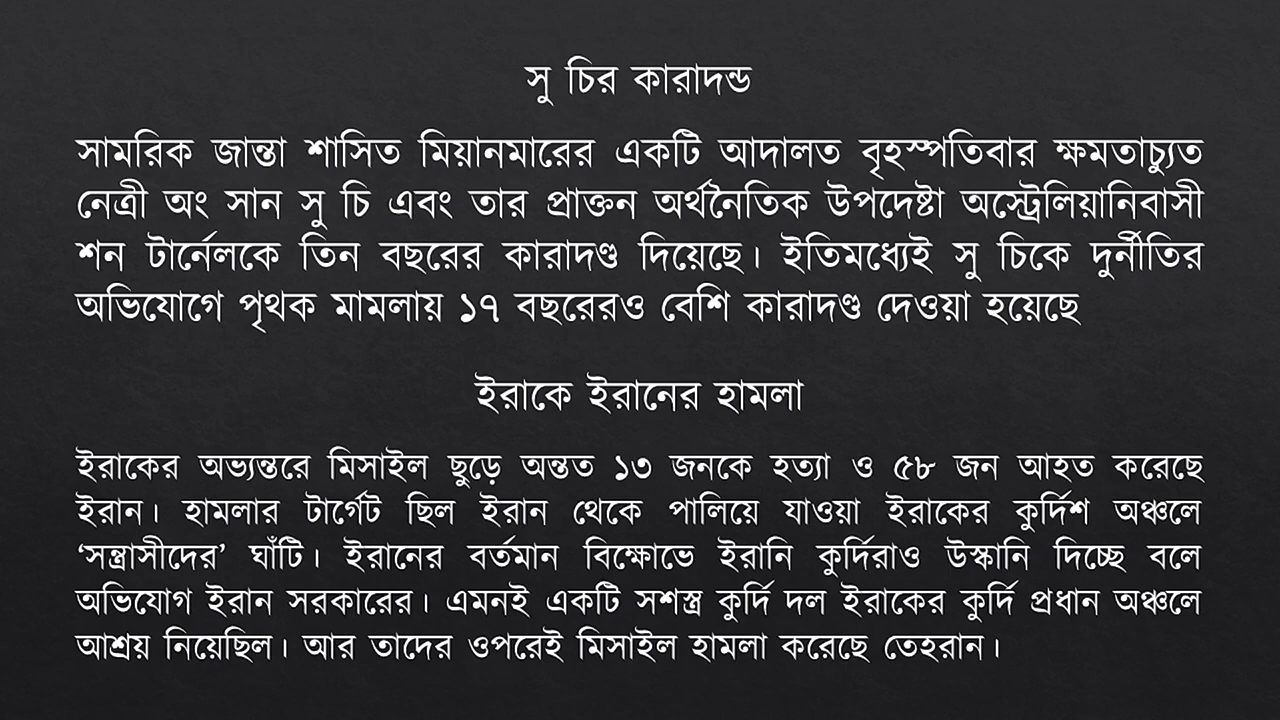 সু চির কারাদন্ড
সামরিক জান্তা শাসিত মিয়ানমারের একটি আদালত বৃহস্পতিবার ক্ষমতাচ্যুত
নেত্রী অং সান সু চি এবং তার প্রাক্তন অর্থনৈতিক উপদেষ্টা অস্ট্রেলিয়ানিবাসী
শন টার্নেলকে তিন বছরের কারাদণ্ড দিয়েছে। ইতিমধ্যেই সু চিকে দুর্নীতির
অভিযোগে পৃথক মামলায় ১৭ বছরেরও বেশি কারাদণ্ড দেওয়া হয়েছে
ইরাকে ইরানের হামলা
ইরাকের অভ্যন্তরে মিসাইল ছুড়ে অন্তত ১৩ জনকে হত্যা ও ৫৮ জন আহত করেছে
ইরান। হামলার টার্গেট ছিল ইরান থেকে পালিয়ে যাওয়া ইরাকের কুর্দিশ অঞ্চলে
‘সন্ত্রাসীদের’ ঘাঁটি। ইরানের বর্তমান বিক্ষোভে ইরানি কুর্দিরাও উস্কানি দিচ্ছে বলে
অভিযোগ ইরান সরকারের। এমনই একটি সশস্ত্র কুর্দি দল ইরাকের কুর্দি প্রধান অঞ্চলে
আশ্রয় নিয়েছিল। আর তাদের ওপরেই মিসাইল হামলা করেছে তেহরান।